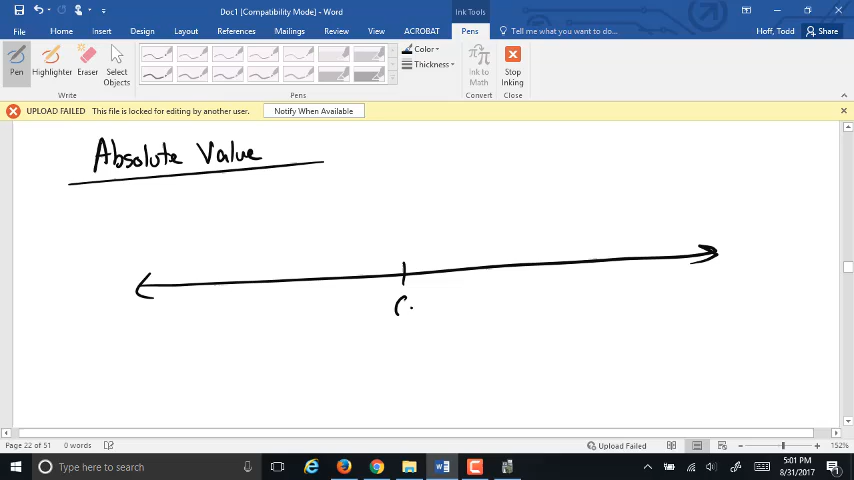 Doc1 [Compatibility Mode] - Word
Ink Tools
Hoff, Todd
File
Home
Insert
Design
Layout
References
Mailings
Review
View
ACROBAT
Pens
Tell me what you want to do...
Share
Pen
Highlighter
Eraser
Select Objects
Color
Thickness
Ink to Math
Stop Inking
Write
Pens
Convert
Close
UPLOAD FAILED This file is locked for editing by another user. Notify When Available
Absolute Value
Page 22 of 51 0 words
Upload Failed
152%
Type here to search
5:01 PM
8/31/2017